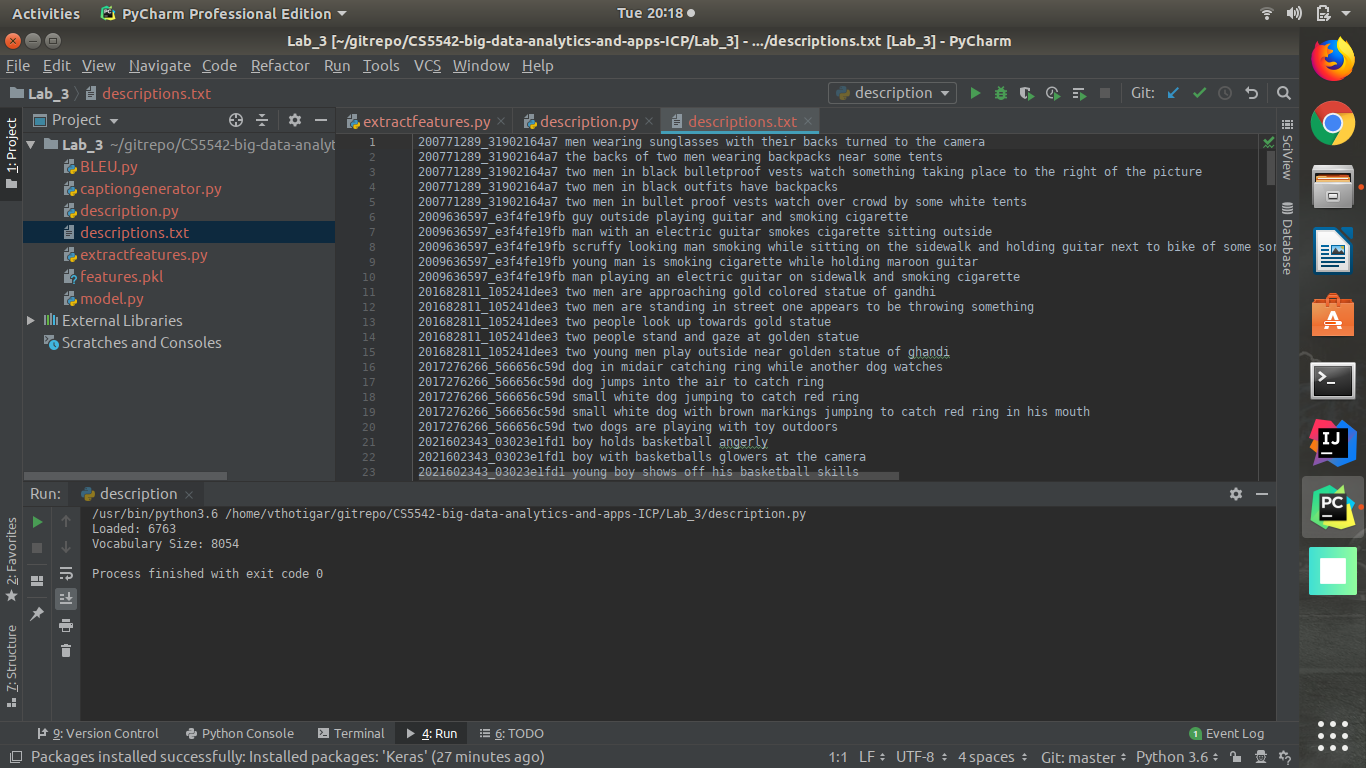 Activities PyCharm Professional Edition Tue 20:18
Lab_3 [~/gitrepo/CS5542-big-data-analytics-and-apps-ICP/Lab_3] - .../descriptions.txt [Lab_3] - PyCharm
File Edit View Navigate Code Refactor Run Tools VCS Window Help
Lab_3 descriptions.txt description Git:
1: Project
Project
extractfeatures.py description.py descriptions.txt
Lab_3 ~/gitrepo/CS5542-big-data-analyt
BLEU.py
captiongenerator.py
description.py
descriptions.txt
extractfeatures.py
features.pkl
model.py
External Libraries
Scratches and Consoles
1 2007712​89_31902164a7 men wearing sunglasses with their backs turned to the camera
2 200771289_31902164a7 the backs of two men wearing backpacks near some tents
3 200771289_31902164a7 two men in black bulletproof vests watch something taking place to the right of the picture
4 200771289_31902164a7 two men in black outfits have backpacks
5 200771289_31902164a7 two men in bullet proof vests watch over crowd by some white tents
6 2009636597_e3f4fe19fb guy outside playing guitar and smoking cigarette
7 2009636597_e3f4fe19fb man with an electric guitar smokes cigarette sitting outside
8 2009636597_e3f4fe19fb scruffy looking man smoking while sitting on the sidewalk and holding guitar next to bike of some sor
9 2009636597_e3f4fe19fb young man is smoking cigarette while holding maroon guitar
10 2009636597_e3f4fe19fb man playing an electric guitar on sidewalk and smoking cigarette
11 201682811_105241dee3 two men are approaching gold colored statue of gandhi
12 201682811_105241dee3 two men are standing in street one appears to be throwing something
13 201682811_105241dee3 two people look up towards gold statue
14 201682811_105241dee3 two people stand and gaze at golden statue
15 201682811_105241dee3 two young men play outside near golden statue of ghandi
16 2017276266_566656c59d dog in midair catching ring while another dog watches
17 2017276266_566656c59d dog jumps into the air to catch ring
18 2017276266_566656c59d small white dog jumping to catch red ring
19 2017276266_566656c59d small white dog with brown markings jumping to catch red ring in his mouth
20 2017276266_566656c59d two dogs are playing with toy outdoors
21 2021602343_03023e1fd1 boy holds basketball angerly
22 2021602343_03023e1fd1 boy with basketballs glowers at the camera
23 2021602343_03023e1fd1 young boy shows off his basketball skills
SciView
Database
Run: description
/usr/bin/python3.6 /home/vthotigar/gitrepo/CS5542-big-data-analytics-and-apps-ICP/Lab_3/description.py
Loaded: 6763
Vocabulary Size: 8054
Process finished with exit code 0
2: Favorites
7: Structure
9: Version Control Python Console Terminal 4: Run 6: TODO 1 Event Log
Packages installed successfully: Installed packages: 'Keras' (27 minutes ago) 1:1 LF UTF-8 4 spaces Git: master Python 3.6
IJ
PC